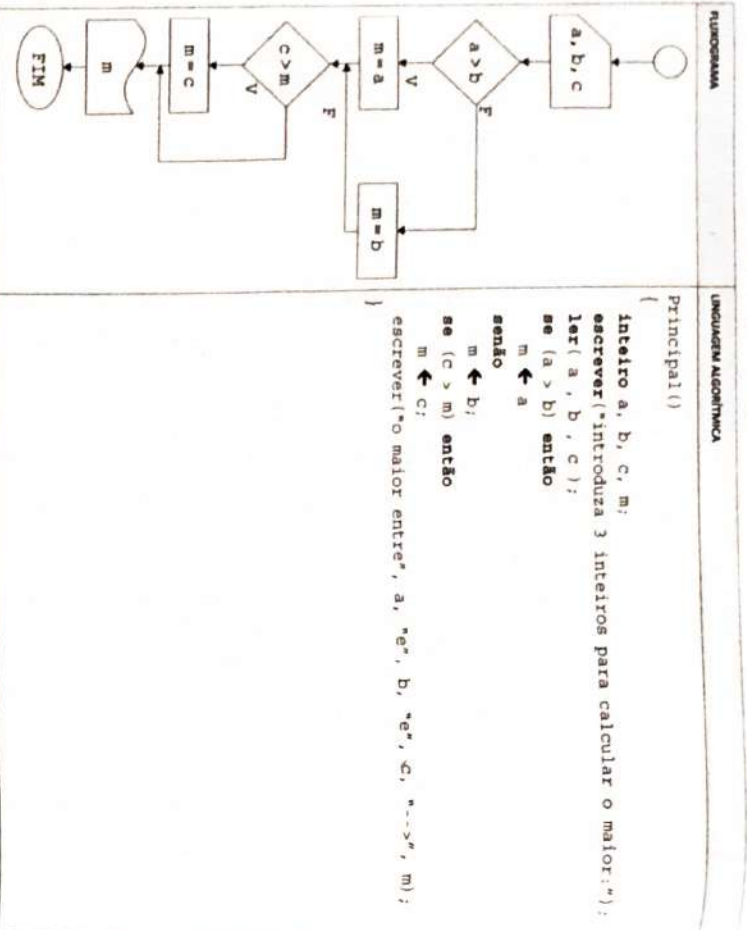 FLUXOGRAMA
a, b, c
a > b
F
V
m = a
m = b
F
c > m
V
m = c
m
FIM
LINGUAGEM ALGORÍTMICA
Principal()
{
inteiro a, b, c, m;
escrever("introduza 3 inteiros para calcular o maior:");
ler( a , b , c );
se (a > b) então
m ← a
senão
m ← b;
se (c > m) então
m ← c;
escrever("o maior entre", a, "e", b, "e", c, "-->", m);
}